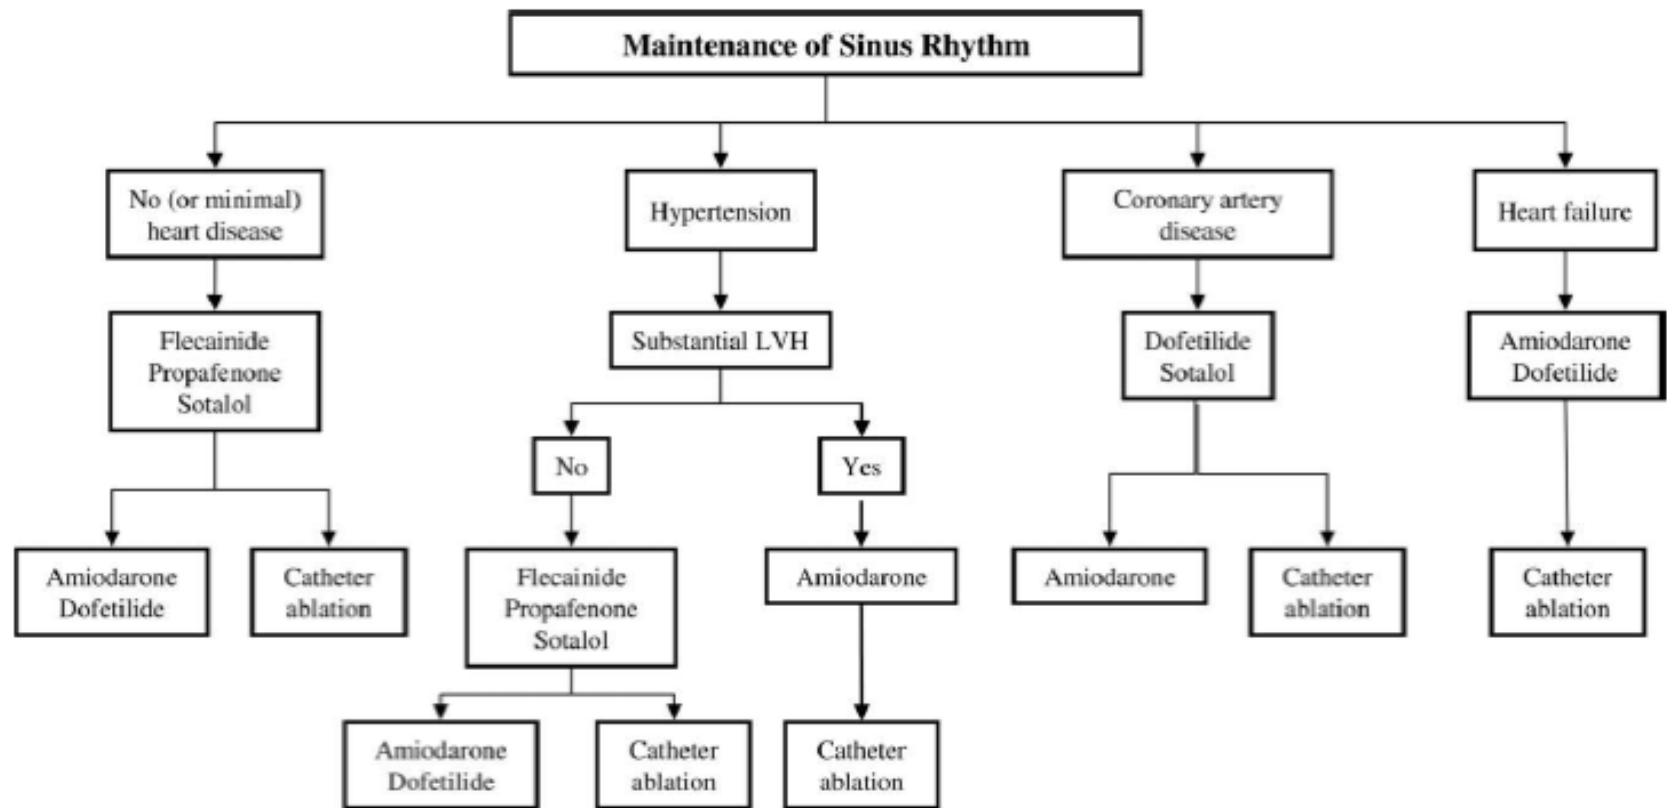 Maintenance of Sinus Rhythm
No (or minimal)
heart disease
Hypertension
Coronary artery
disease
Heart failure
Flecainide
Propafenone
Sotalol
Substantial LVH
Dofetilide
Sotalol
Amiodarone
Dofetilide
No
Yes
Amiodarone
Dofetilide
Catheter
ablation
Flecainide
Propafenone
Sotalol
Amiodarone
Amiodarone
Catheter
ablation
Catheter
ablation
Amiodarone
Dofetilide
Catheter
ablation
Catheter
ablation